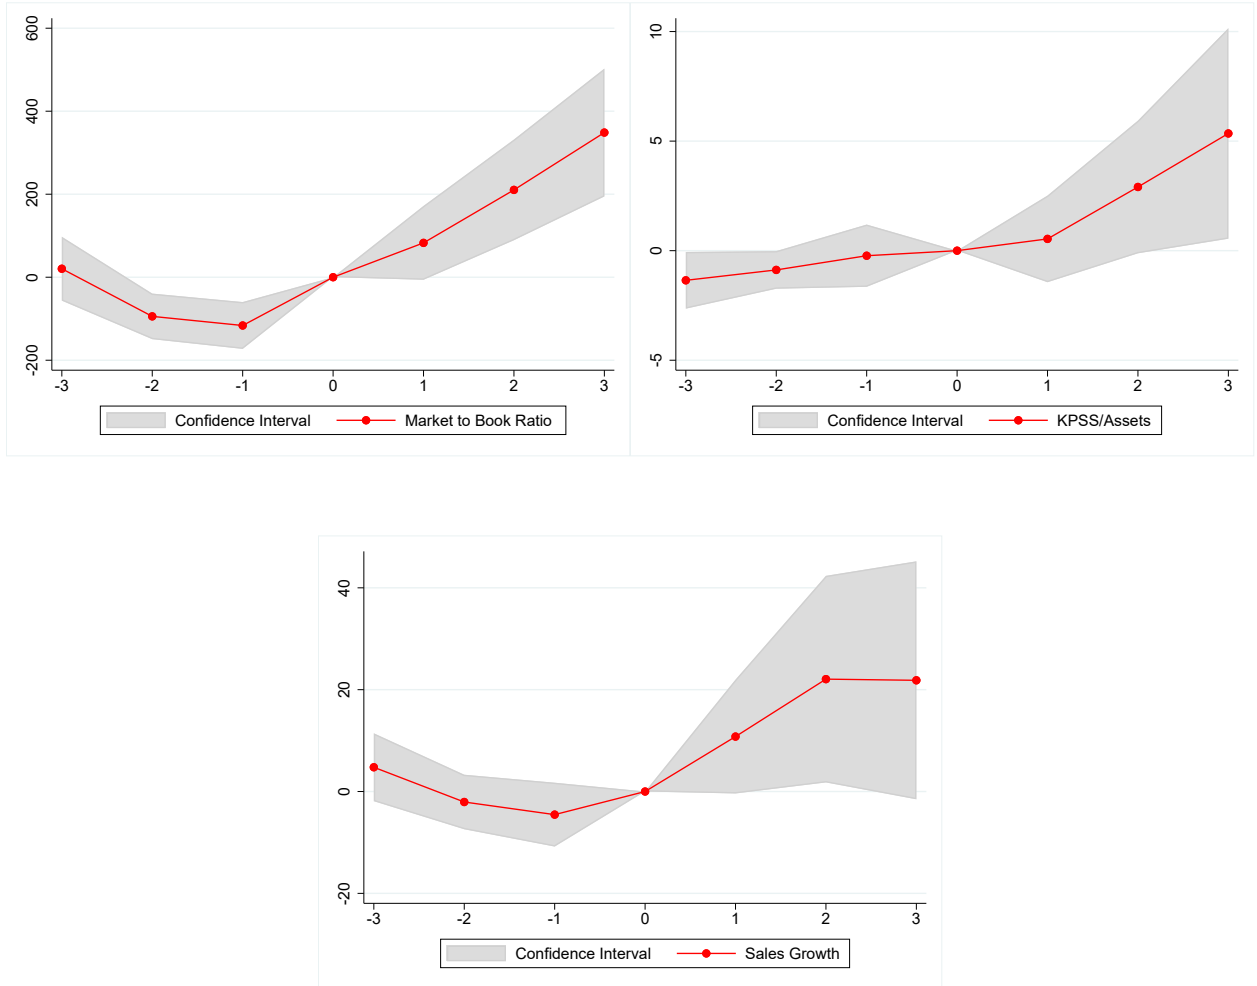 600
400
200
0
-200
-3 -2 -1 0 1 2 3
Confidence Interval Market to Book Ratio
10
5
0
-5
-3 -2 -1 0 1 2 3
Confidence Interval KPSS/Assets
40
20
0
-20
-3 -2 -1 0 1 2 3
Confidence Interval Sales Growth